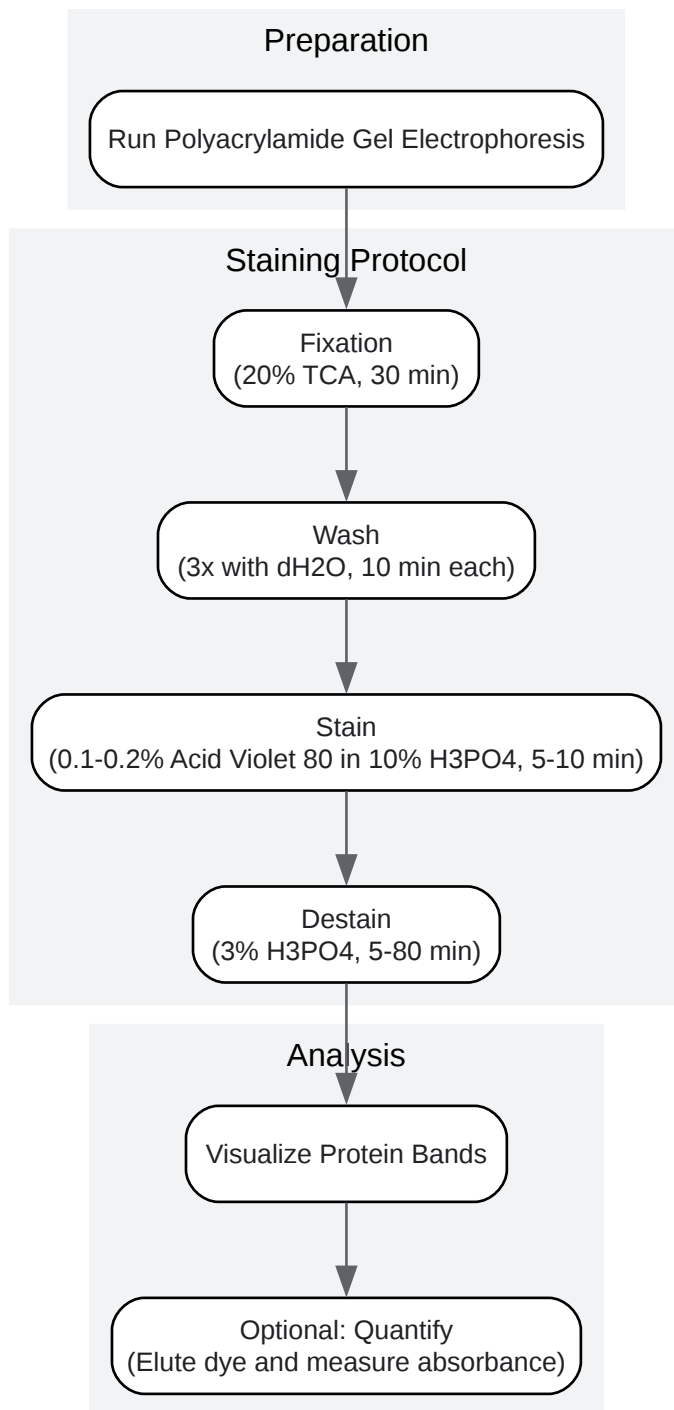 Preparation
Run Polyacrylamide Gel Electrophoresis
Staining Protocol
Fixation
(20% TCA, 30 min)
Wash
(3x with dH2O, 10 min each)
Stain
(0.1-0.2% Acid Violet 80 in 10% H3PO4, 5-10 min)
Destain
(3% H3PO4, 5-80 min)
Analysis
Visualize Protein Bands
Optional: Quantify
(Elute dye and measure absorbance)